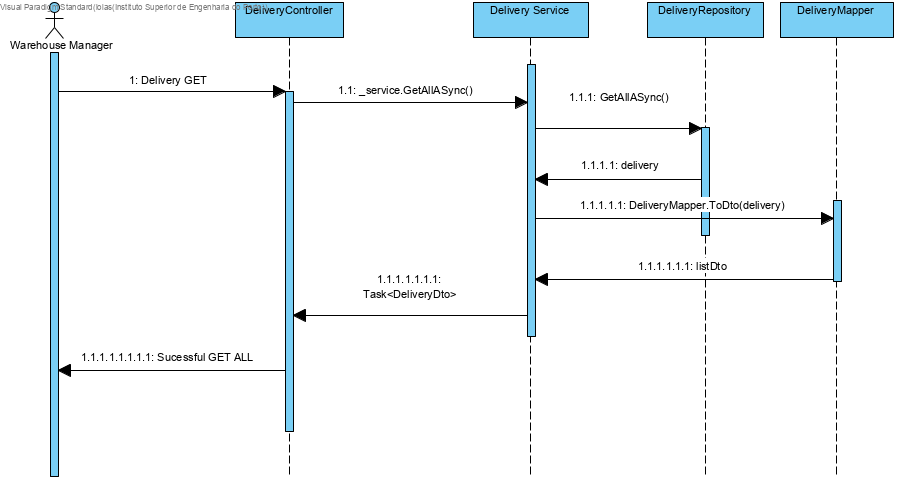 Visual Paradigm Standard(iolas(Instituto Superior de Engenharia do
DeliveryController
Delivery Service
DeliveryRepository
DeliveryMapper
Warehouse Manager
1: Delivery GET
1.1: _service.GetAllASync()
1.1.1: GetAllASync()
1.1.1.1: delivery
1.1.1.1.1: DeliveryMapper.ToDto(delivery)
1.1.1.1.1.1: listDto
1.1.1.1.1.1.1:
Task<DeliveryDto>
1.1.1.1.1.1.1.1: Sucessful GET ALL